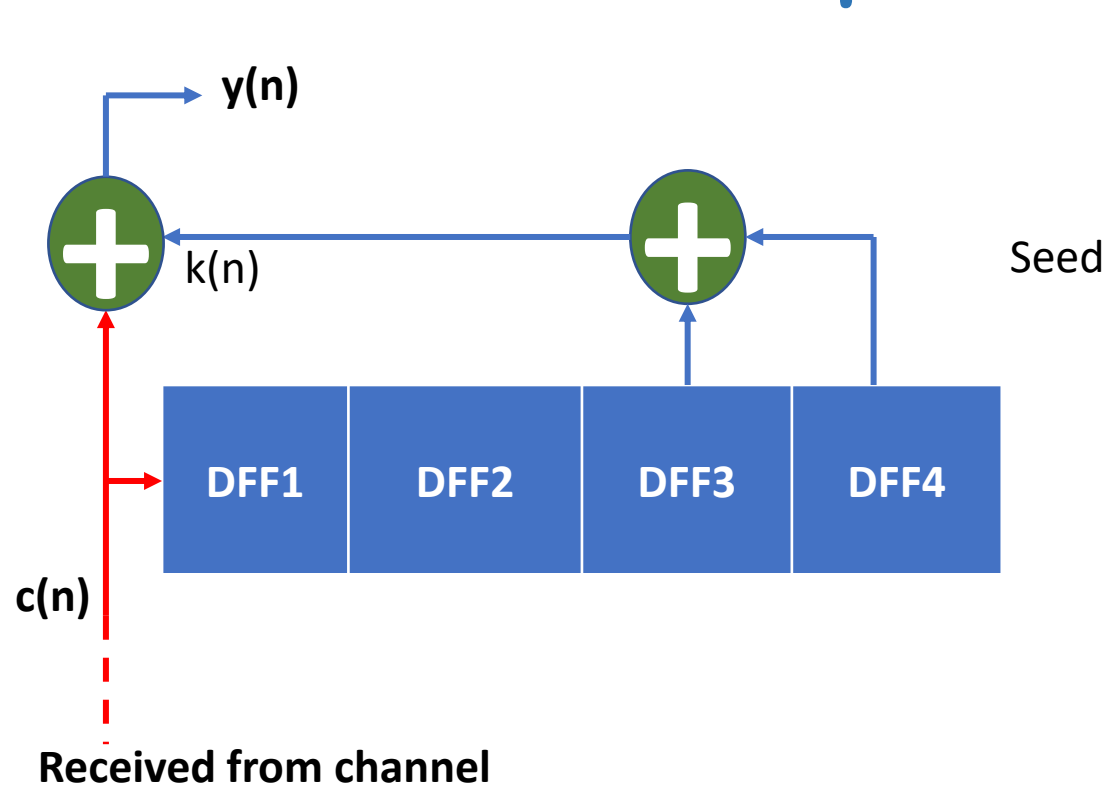 y(n)
k(n)
Seed
DFF1
DFF2
DFF3
DFF4
c(n)
Received from channel